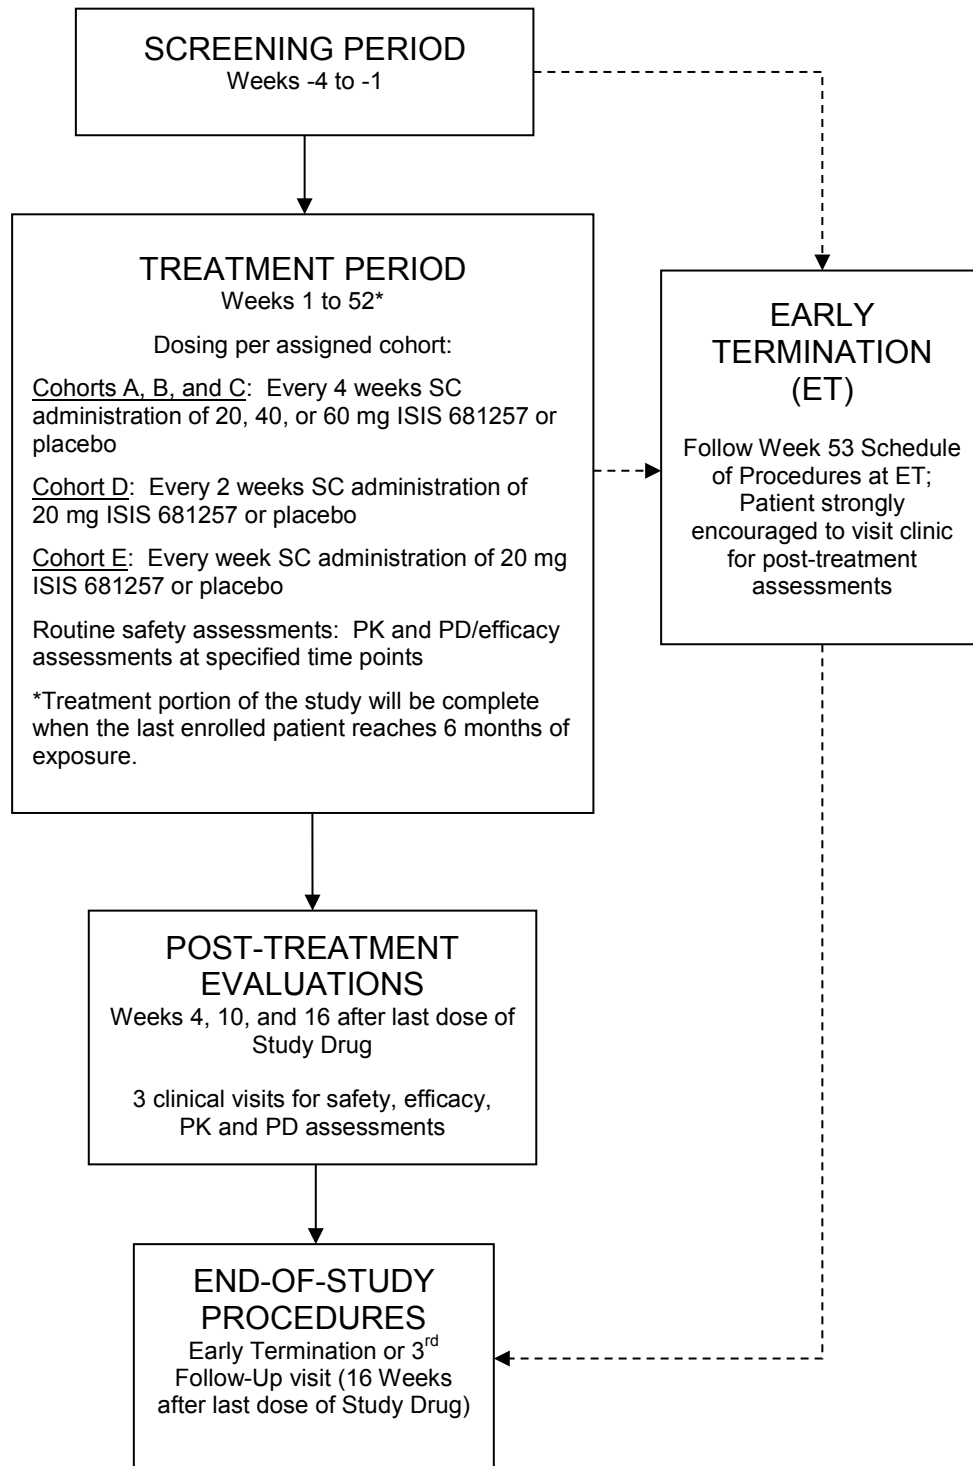 SCREENING PERIOD
Weeks -4 to -1
TREATMENT PERIOD
Weeks 1 to 52*
Dosing per assigned cohort:
Cohorts A, B, and C:  Every 4 weeks SC
administration of 20, 40, or 60 mg ISIS 681257 or
placebo
Cohort D:  Every 2 weeks SC administration of
20 mg ISIS 681257 or placebo
Cohort E:  Every week SC administration of 20 mg
ISIS 681257 or placebo
Routine safety assessments:  PK and PD/efficacy
assessments at specified time points
*Treatment portion of the study will be complete
when the last enrolled patient reaches 6 months of
exposure.
EARLY
TERMINATION
(ET)
Follow Week 53 Schedule
of Procedures at ET;
Patient strongly
encouraged to visit clinic
for post-treatment
assessments
POST-TREATMENT
EVALUATIONS
Weeks 4, 10, and 16 after last dose of
Study Drug
3 clinical visits for safety, efficacy,
PK and PD assessments
END-OF-STUDY
PROCEDURES
Early Termination or 3rd
Follow-Up visit (16 Weeks
after last dose of Study Drug)